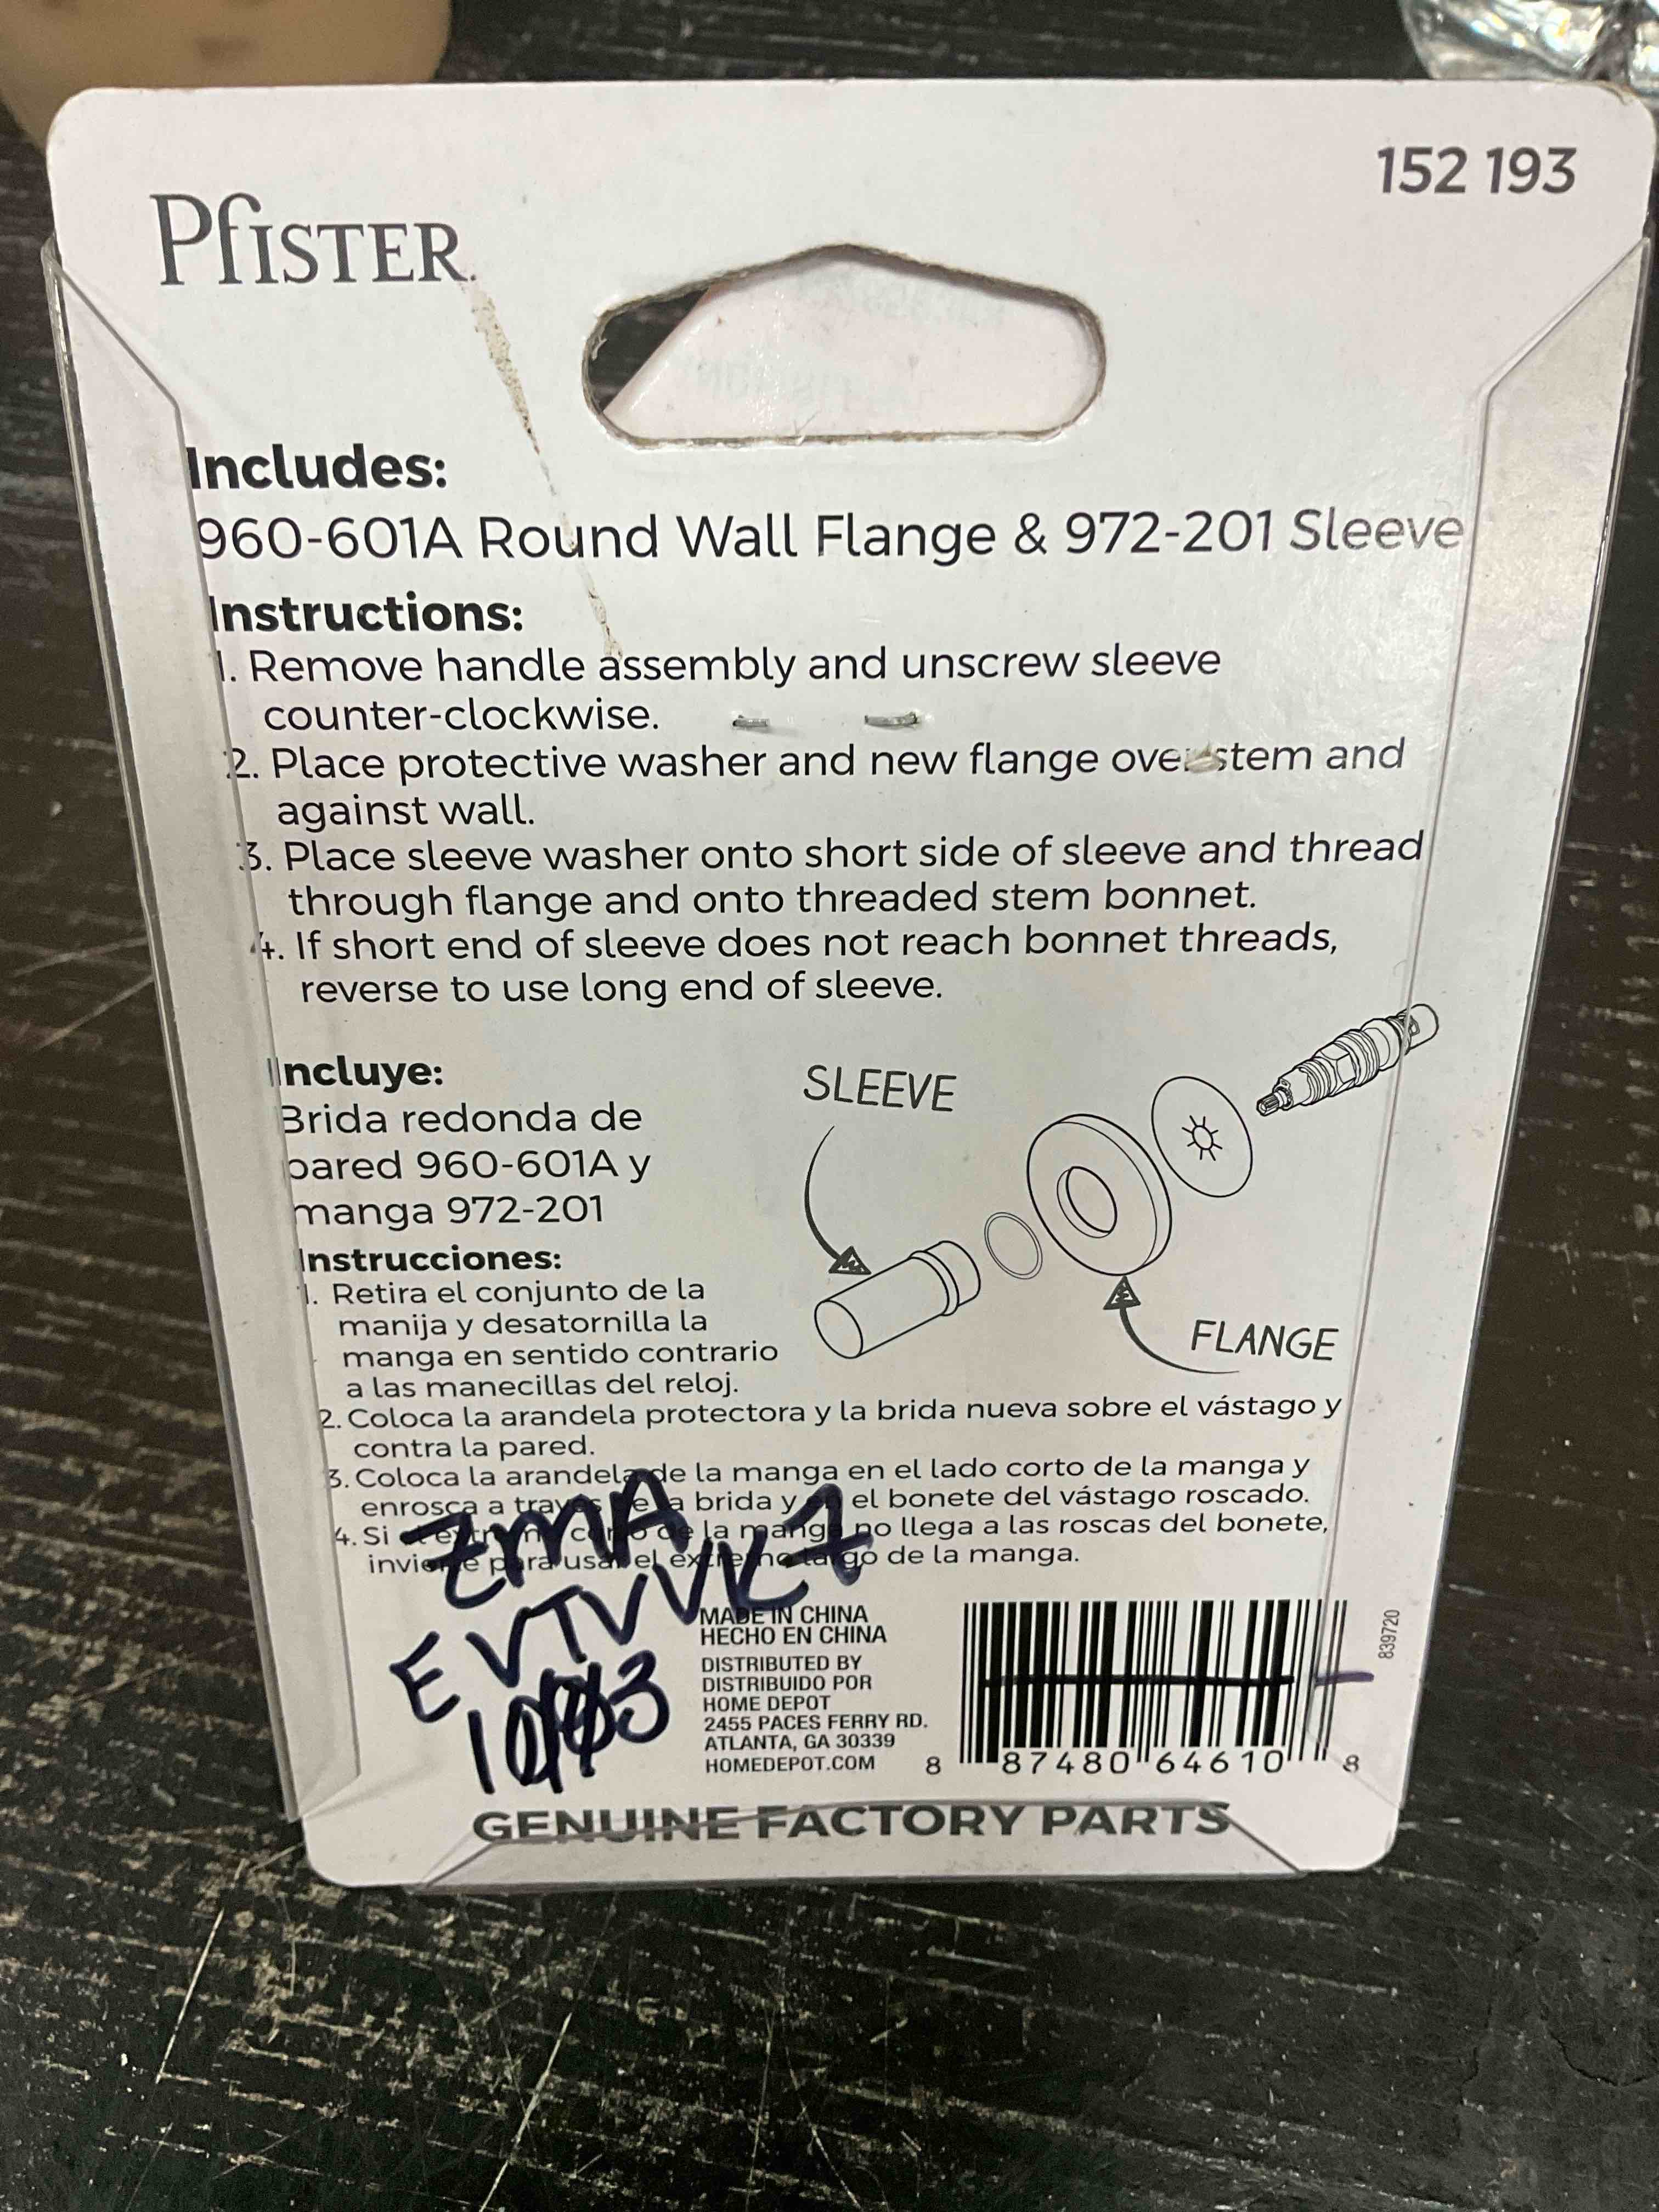 152 193
Pfister
Includes:
960-601A Round Wall Flange & 972-201 Sleeve
Instructions:
1. Remove handle assembly and unscrew sleeve
counter-clockwise.
2. Place protective washer and new flange over stem and
against wall.
3. Place sleeve washer onto short side of sleeve and thread
through flange and onto threaded stem bonnet.
4. If short end of sleeve does not reach bonnet threads,
reverse to use long end of sleeve.
Incluye:
Brida redonda de
pared 960-601A y
manga 972-201
SLEEVE
FLANGE
Instrucciones:
1. Retira el conjunto de la
manija y desatornilla la
manga en sentido contrario
a las manecillas del reloj.
2. Coloca la arandela protectora y la brida nueva sobre el vástago y
contra la pared.
3. Coloca la arandela de la manga en el lado corto de la manga y
enrosca a través de la brida y en el bonete del vástago roscado.
4. Si el extremo corto de la manga no llega a las roscas del bonete,
invierte para usar el extremo largo de la manga.
MADE IN CHINA
HECHO EN CHINA
DISTRIBUTED BY
DISTRIBUIDO POR
HOME DEPOT
2455 PACES FERRY RD.
ATLANTA, GA 30339
HOMEDEPOT.COM
839720
8 87480 64610 8
GENUINE FACTORY PARTS